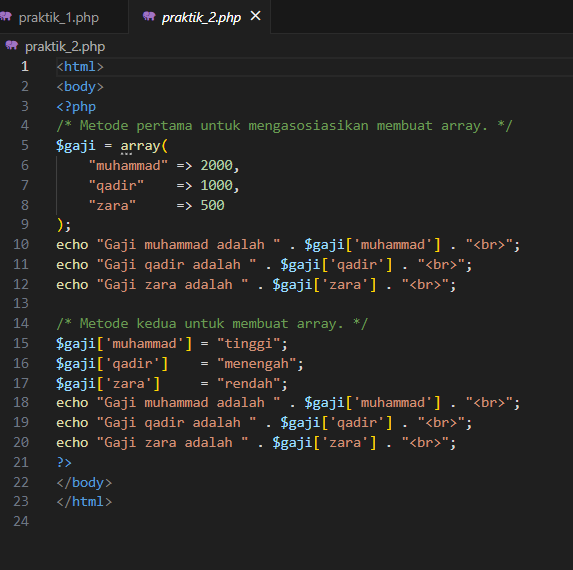 praktik_1.php praktik_2.php ×
praktik_2.php
1 <html>
2 <body>
3 <?php
4 /* Metode pertama untuk mengasosiasikan membuat array. */
5 $gaji = array(
6     "muhammad" => 2000,
7     "qadir"    => 1000,
8     "zara"     => 500
9 );
10 echo "Gaji muhammad adalah " . $gaji['muhammad'] . "<br>";
11 echo "Gaji qadir adalah " . $gaji['qadir'] . "<br>";
12 echo "Gaji zara adalah " . $gaji['zara'] . "<br>";
13
14 /* Metode kedua untuk membuat array. */
15 $gaji['muhammad'] = "tinggi";
16 $gaji['qadir']    = "menengah";
17 $gaji['zara']     = "rendah";
18 echo "Gaji muhammad adalah " . $gaji['muhammad'] . "<br>";
19 echo "Gaji qadir adalah " . $gaji['qadir'] . "<br>";
20 echo "Gaji zara adalah " . $gaji['zara'] . "<br>";
21 ?>
22 </body>
23 </html>
24